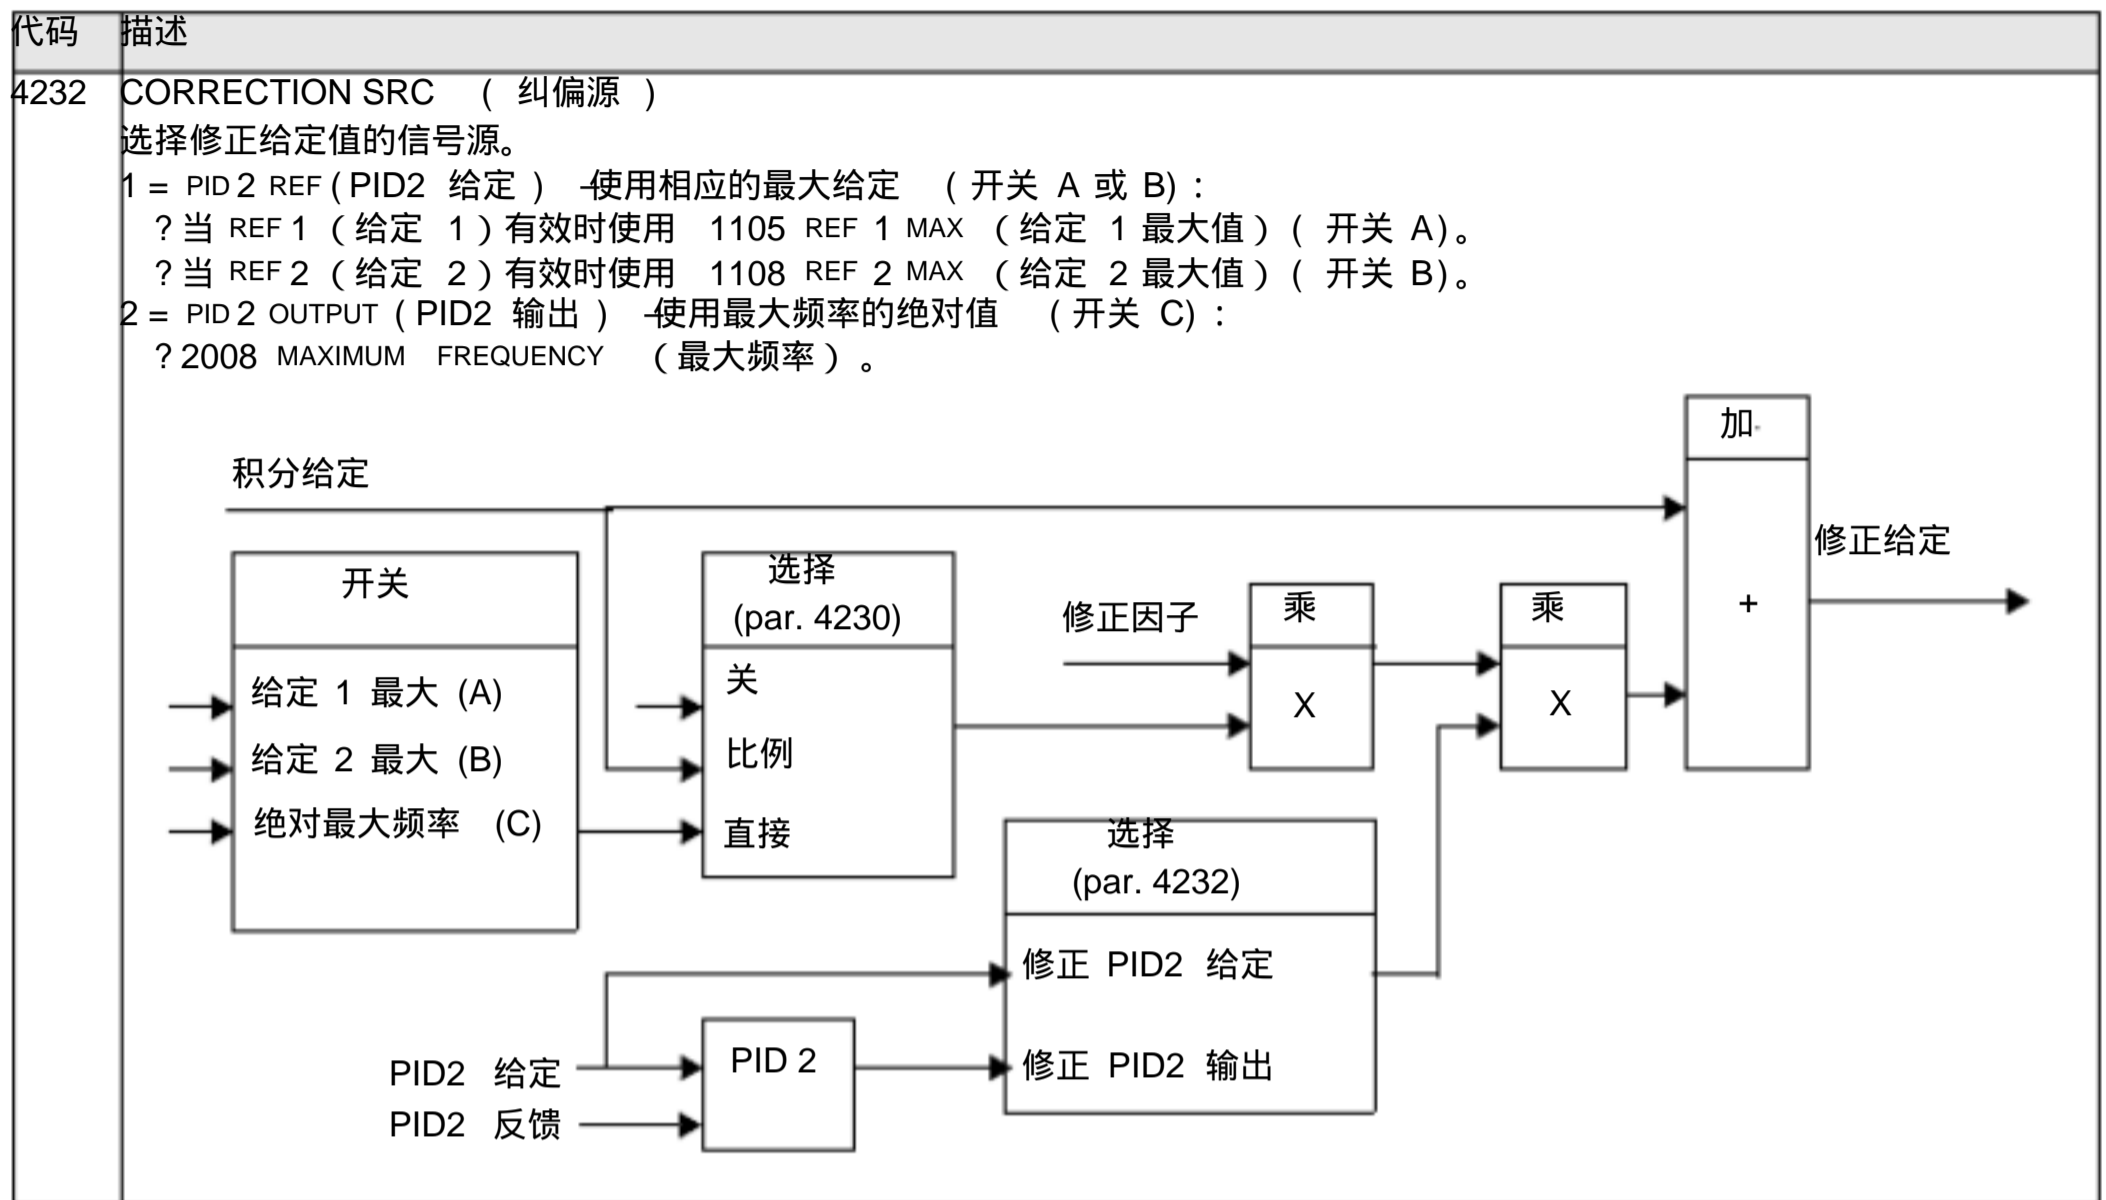 代码 描述
4232 CORRECTION SRC ( 纠偏源 )
选择修正给定值的信号源。
1 = PID 2 REF (PID2 给定 ) -使用相应的最大给定 ( 开关 A 或 B) :
? 当 REF 1 ( 给定 1 ) 有效时使用 1105 REF 1 MAX ( 给定 1 最大值 ) ( 开关 A) 。
? 当 REF 2 ( 给定 2 ) 有效时使用 1108 REF 2 MAX ( 给定 2 最大值 ) ( 开关 B) 。
2 = PID 2 OUTPUT ( PID2 输出 ) -使用最大频率的绝对值 ( 开关 C) :
? 2008 MAXIMUM FREQUENCY ( 最大频率 ) 。
加
积分给定
修正给定
开关
选择
(par. 4230)
修正因子
乘
乘
+
关
给定 1 最大 (A)
X
X
比例
给定 2 最大 (B)
绝对最大频率 (C)
直接
选择
(par. 4232)
修正 PID2 给定
PID 2
修正 PID2 输出
PID2 给定
PID2 反馈